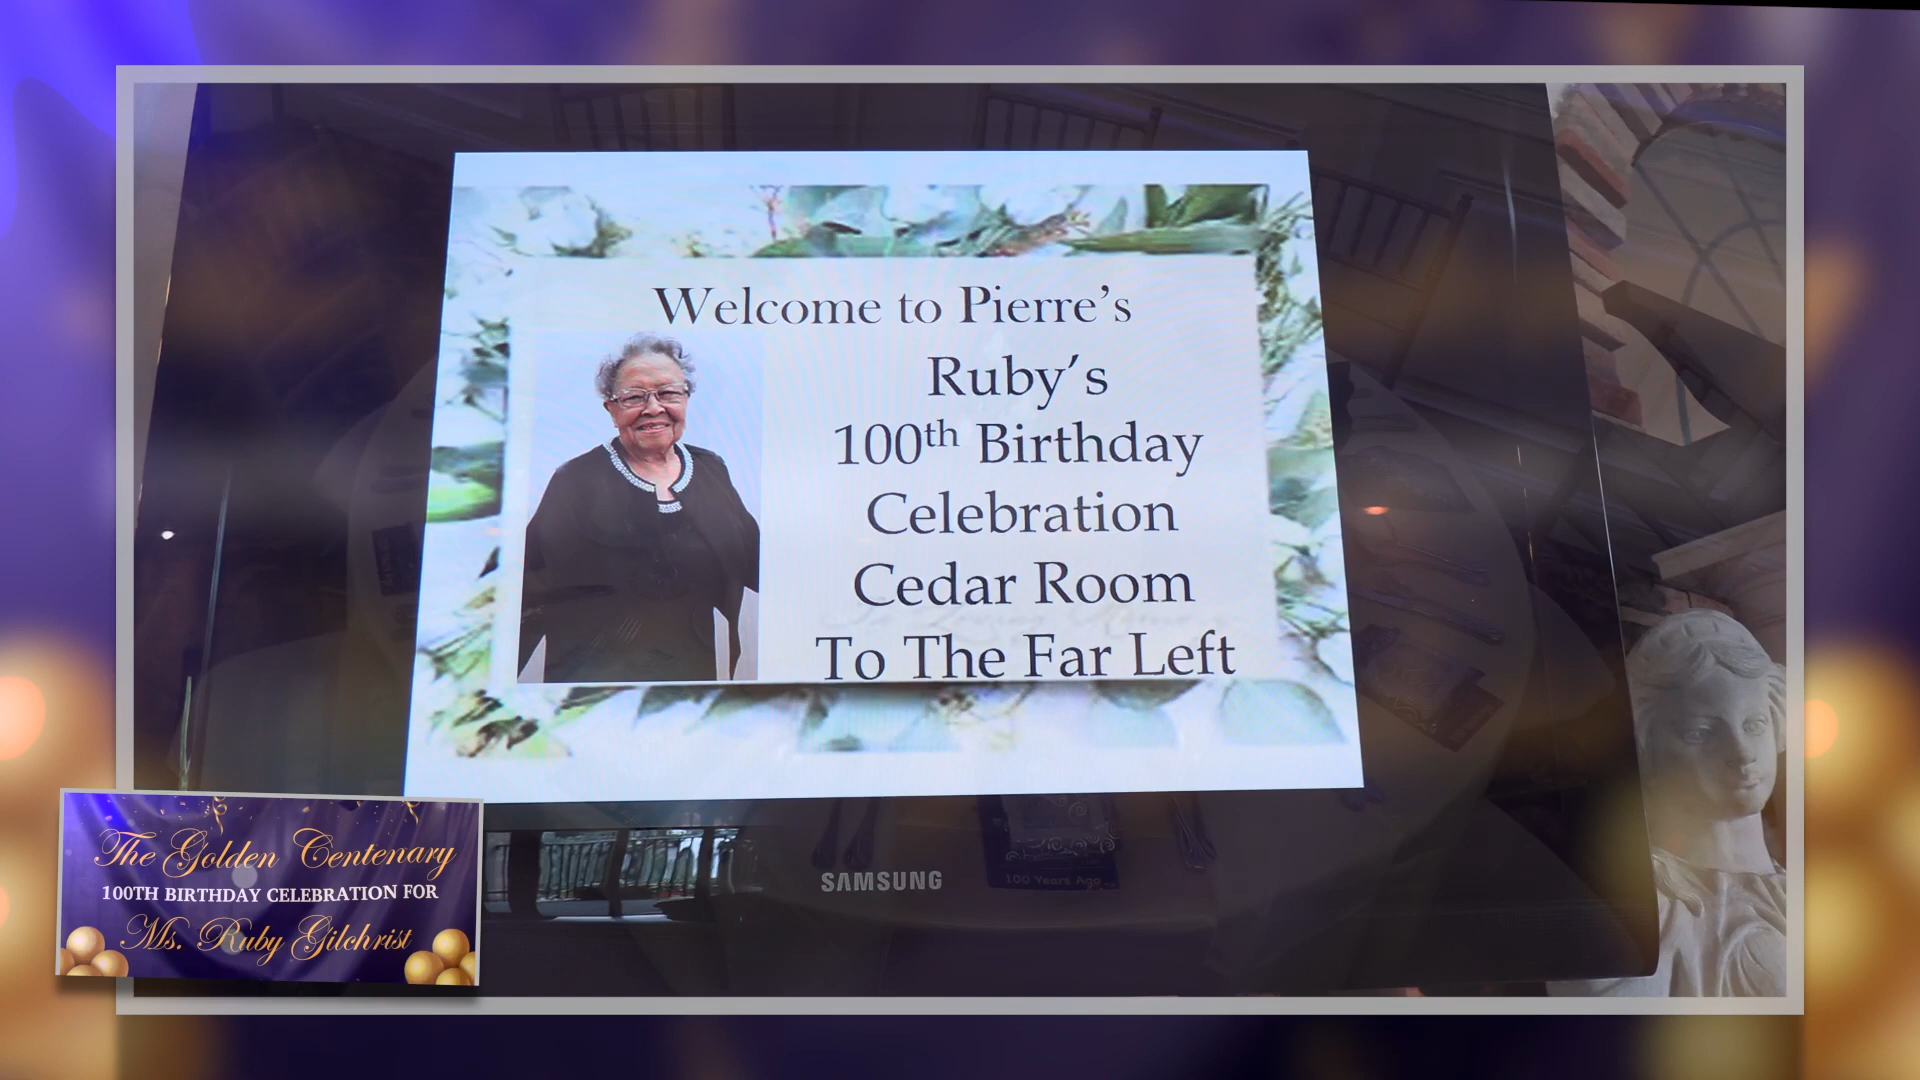 Welcome to Pierre's
Ruby's
100th Birthday
Celebration
Cedar Room
To The Far Left
SAMSUNG
100 Years Ago...
The Golden Centenary
100TH BIRTHDAY CELEBRATION FOR
Ms. Ruby Gilchrist